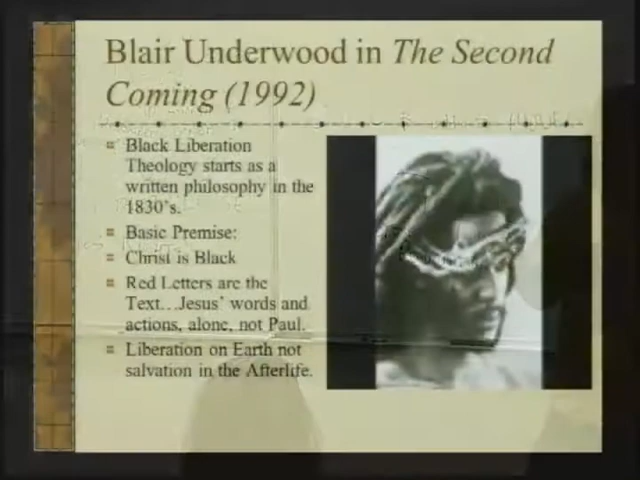 Blair Underwood in The Second
Coming (1992)
Black Liberation
Theology starts as a
written philosophy in the
1830's.
Basic Premise:
Christ is Black
Red Letters are the
Text…Jesus' words and
actions, alone, not Paul.
Liberation on Earth not
salvation in the Afterlife.